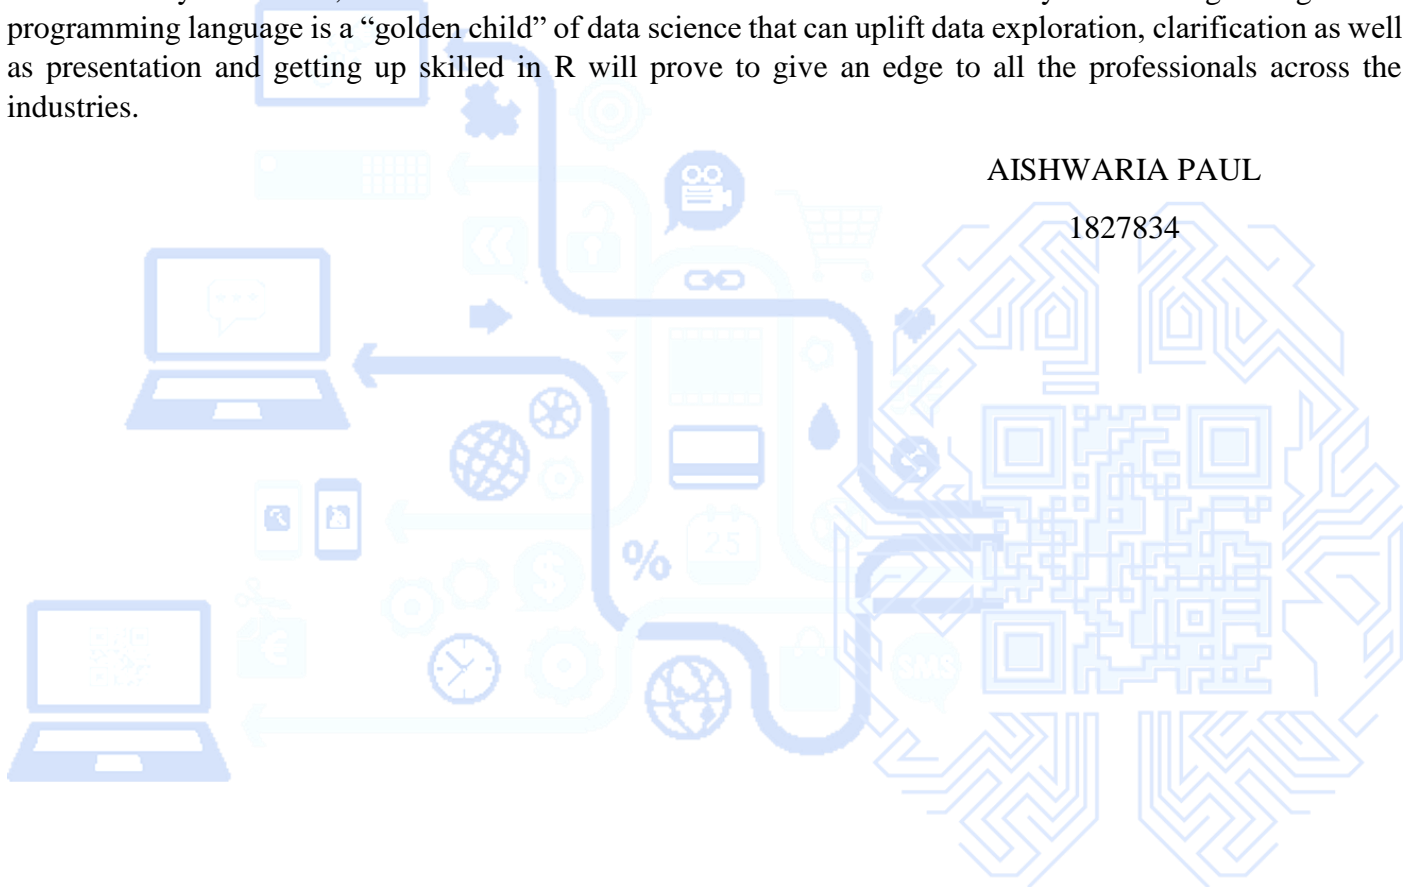 programming language is a “golden child” of data science that can uplift data exploration, clarification as well
as presentation and getting up skilled in R will prove to give an edge to all the professionals across the
industries.
AISHWARIA PAUL
1827834
%
25
$
€
SMS